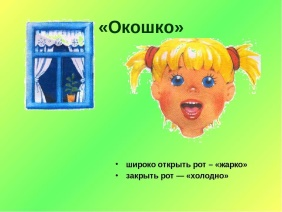 «Окошко»
• широко открыть рот – «жарко»
• закрыть рот — «холодно»